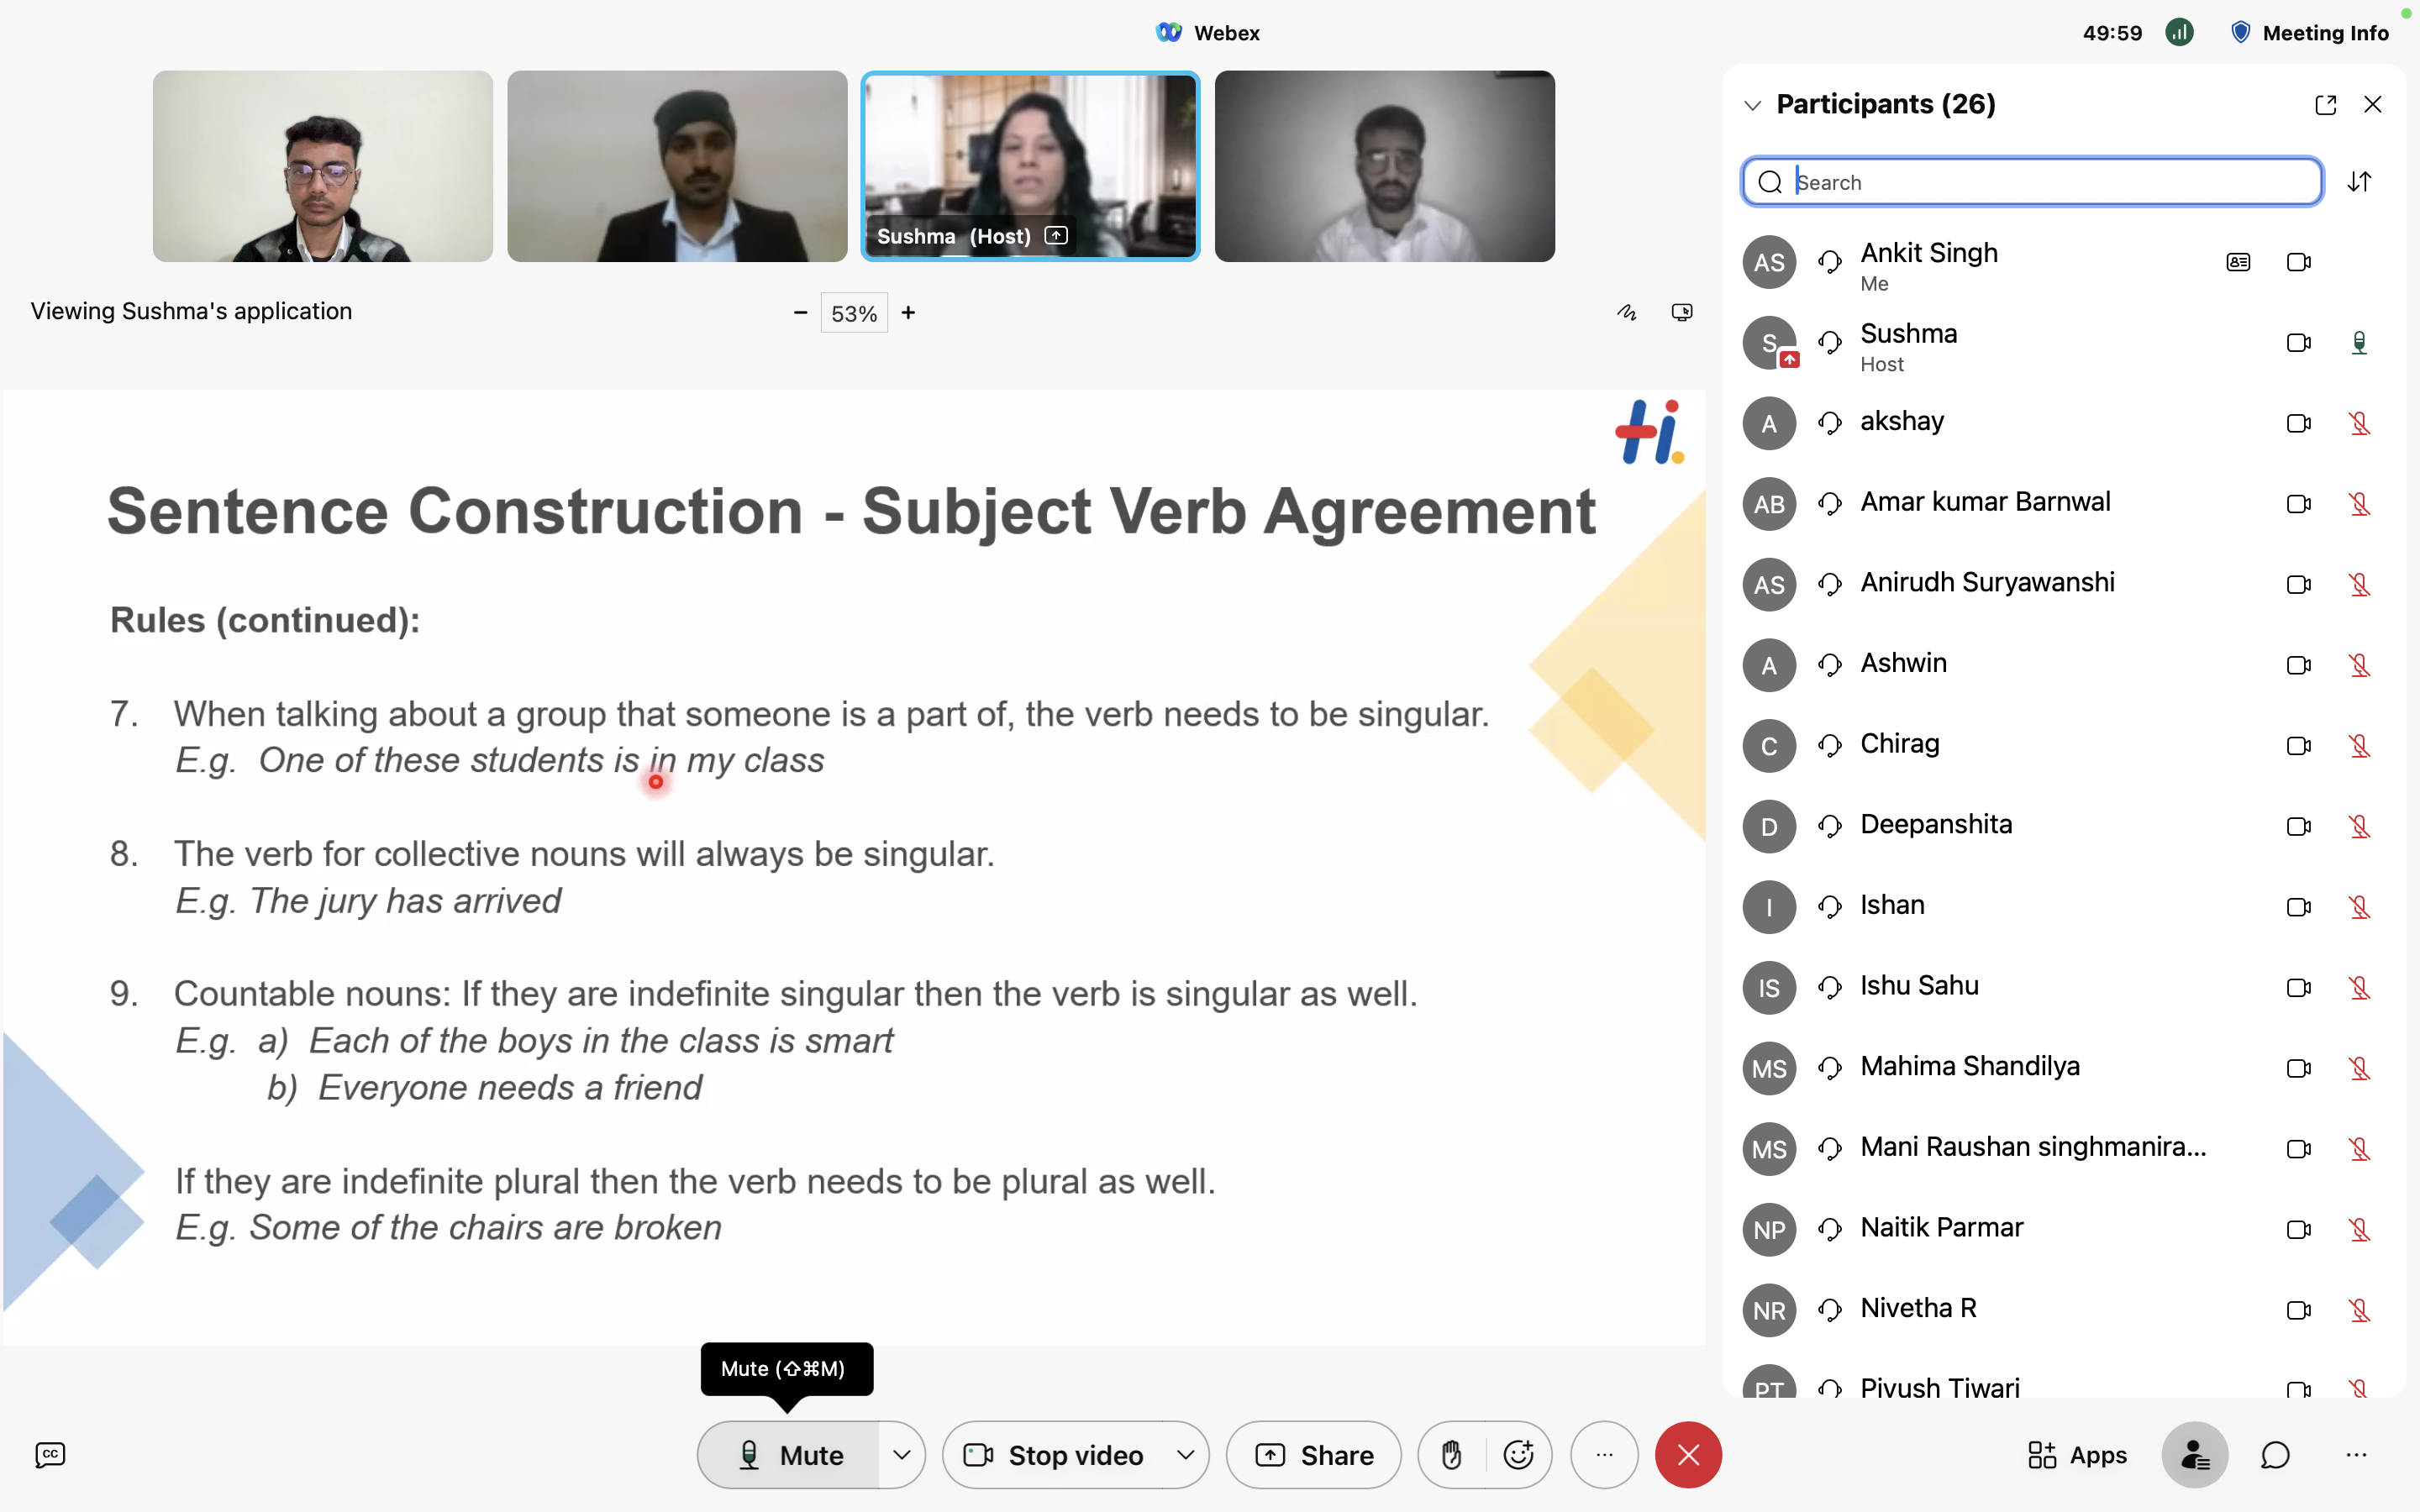 Webex
49:59
Meeting Info
Sushma (Host)
Viewing Sushma's application
53%
Hi.
Sentence Construction - Subject Verb Agreement
Rules (continued):
7. When talking about a group that someone is a part of, the verb needs to be singular.
E.g. One of these students is in my class
8. The verb for collective nouns will always be singular.
E.g. The jury has arrived
9. Countable nouns: If they are indefinite singular then the verb is singular as well.
E.g. a) Each of the boys in the class is smart
b) Everyone needs a friend
If they are indefinite plural then the verb needs to be plural as well.
E.g. Some of the chairs are broken
Participants (26)
Search
AS Ankit Singh
Me
S Sushma
Host
A akshay
AB Amar kumar Barnwal
AS Anirudh Suryawanshi
A Ashwin
C Chirag
D Deepanshita
I Ishan
IS Ishu Sahu
MS Mahima Shandilya
MS Mani Raushan singhmanira...
NP Naitik Parmar
NR Nivetha R
PT Piyush Tiwari
Mute (⇧⌘M)
CC
Mute
Stop video
Share
Apps